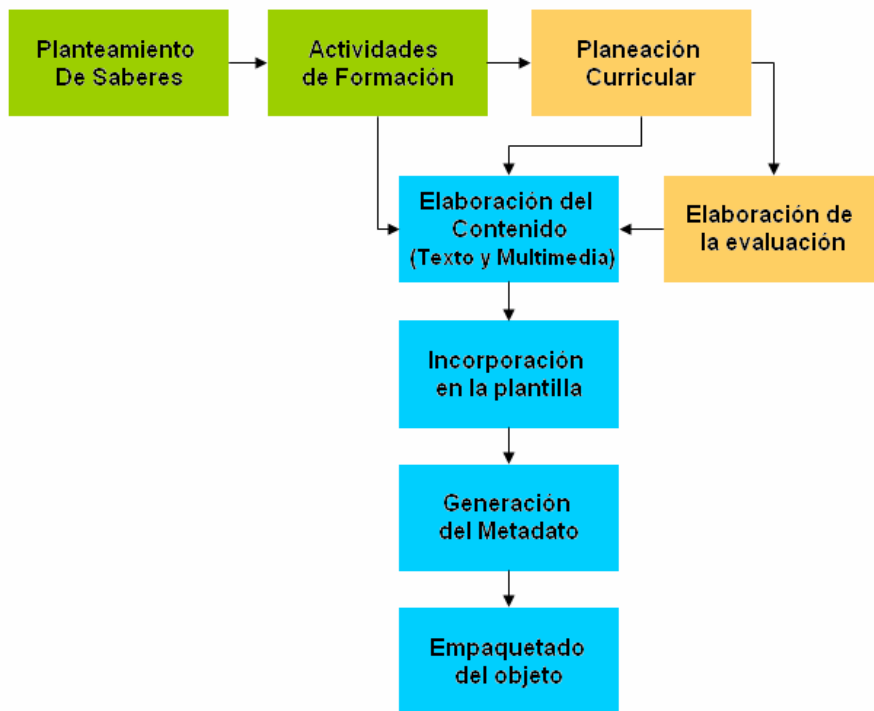 Planteamiento
De Saberes
Actividades
de Formación
Planeación
Curricular
Elaboración del
Contenido
(Texto y Multimedia)
Elaboración de
la evaluación
Incorporación
en la plantilla
Generación
del Metadato
Empaquetado
del objeto